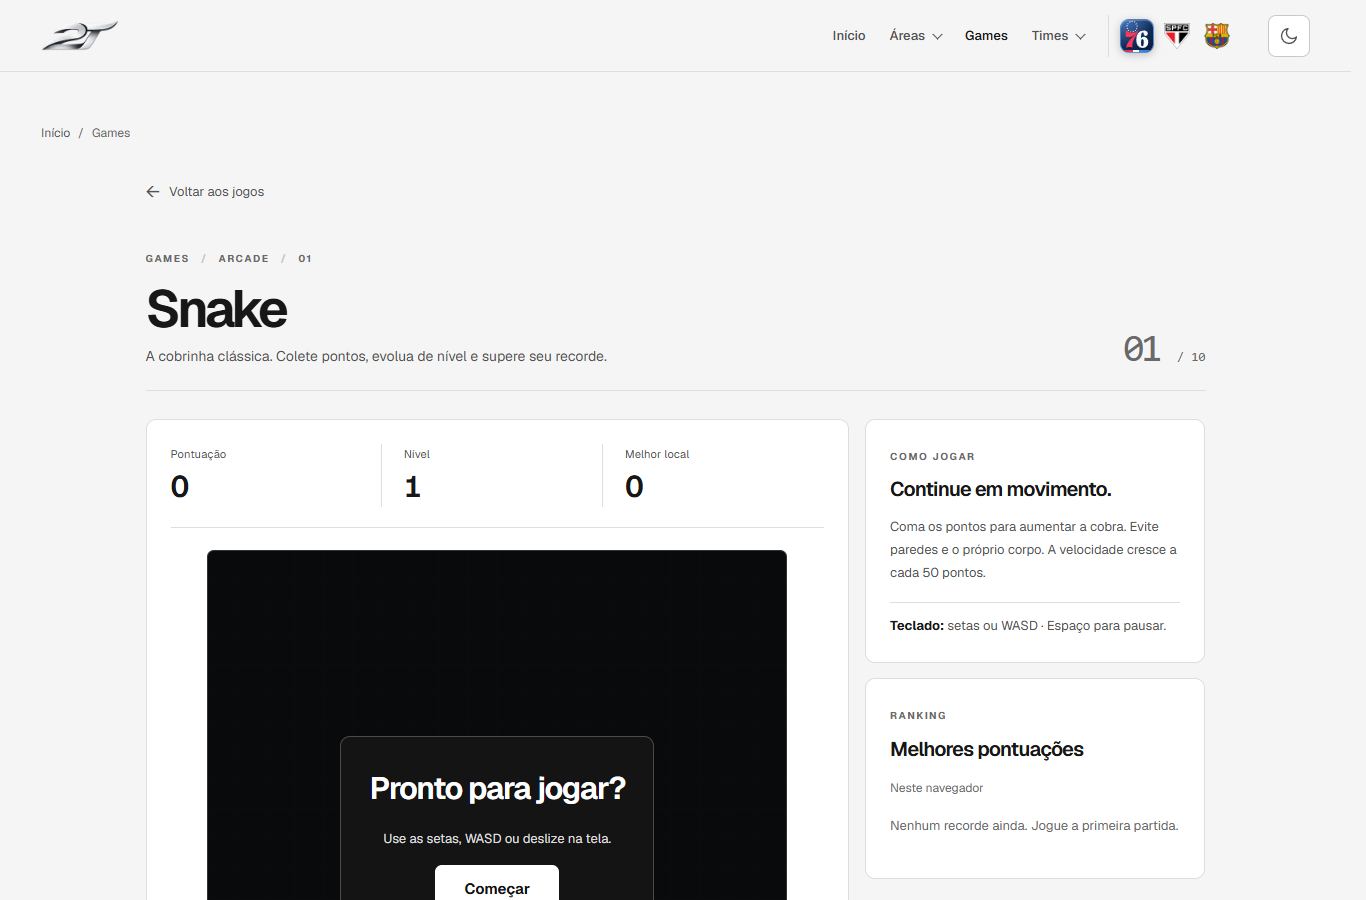 2T
Início
Áreas
Games
Times
76
SPFC
Início / Games
Voltar aos jogos
GAMES / ARCADE / 01
Snake
A cobrinha clássica. Colete pontos, evolua de nível e supere seu recorde.
01 / 10
Pontuação
0
Nível
1
Melhor local
0
COMO JOGAR
Continue em movimento.
Coma os pontos para aumentar a cobra. Evite
paredes e o próprio corpo. A velocidade cresce a
cada 50 pontos.
Teclado: setas ou WASD · Espaço para pausar.
Pronto para jogar?
Use as setas, WASD ou deslize na tela.
Começar
RANKING
Melhores pontuações
Neste navegador
Nenhum recorde ainda. Jogue a primeira partida.